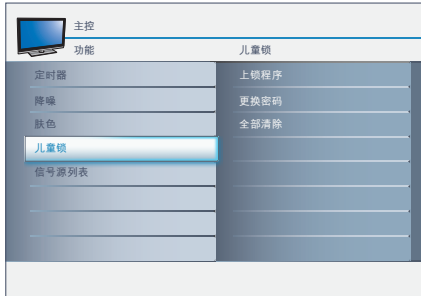 主控
功能 儿童锁
定时器 上锁程序
降噪 更换密码
肤色 全部清除
儿童锁
信号源列表